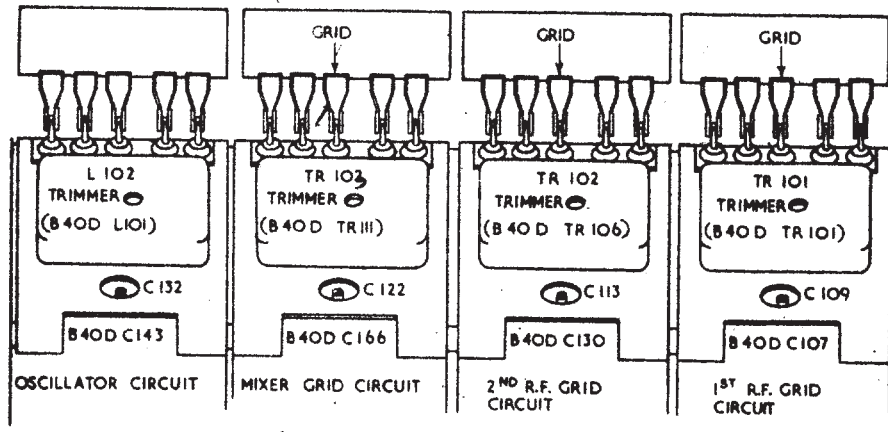 GRID
GRID
GRID
L 102
TRIMMER
(B40D L101)
C 132
B40D C143
OSCILLATOR CIRCUIT
TR 103
TRIMMER
(B40D TR111)
C 122
B40D C166
MIXER GRID CIRCUIT
TR 102
TRIMMER
(B40D TR106)
C 113
B40D C130
2ND R.F. GRID
CIRCUIT
TR 101
TRIMMER
(B40D TR101)
C 109
B40D C107
1ST R.F. GRID
CIRCUIT